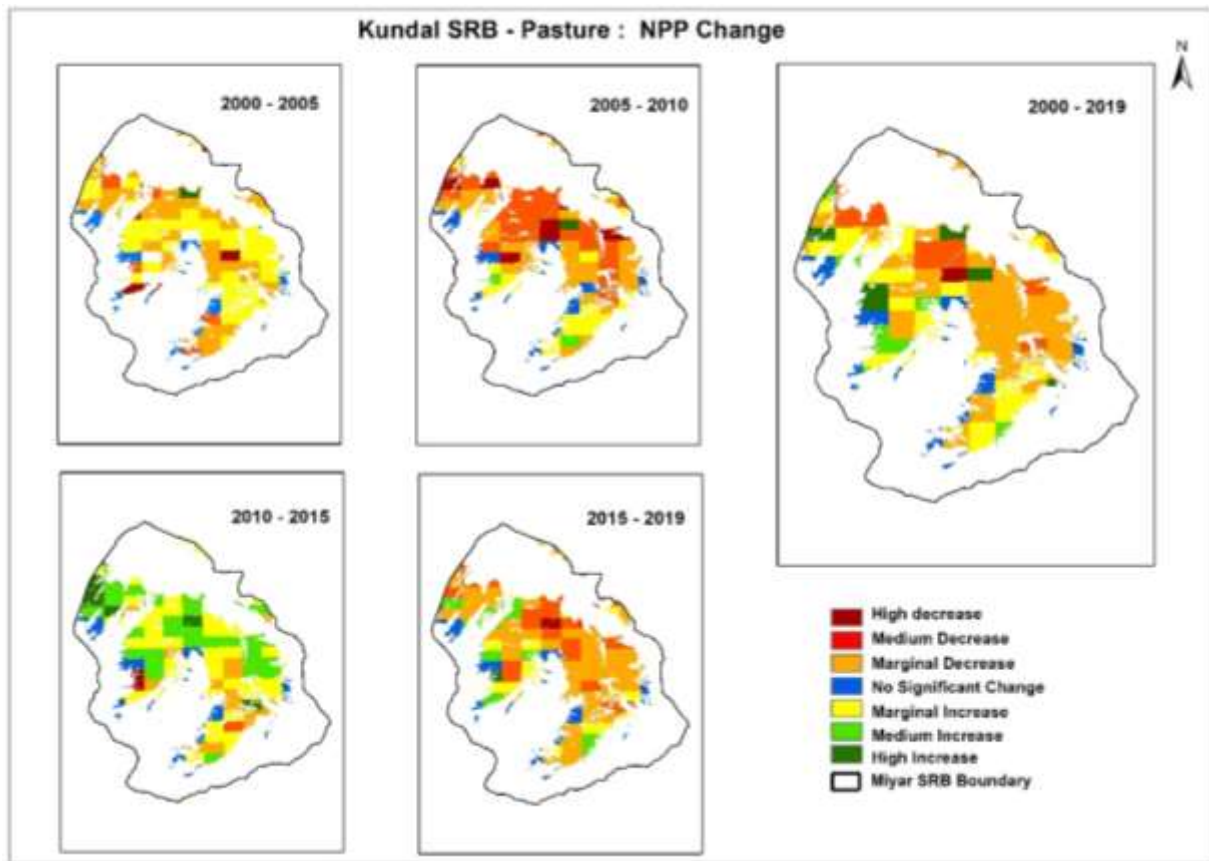 Kundal SRB - Pasture : NPP Change
N
2000 - 2005
2005 - 2010
2000 - 2019
2010 - 2015
2015 - 2019
High decrease
Medium Decrease
Marginal Decrease
No Significant Change
Marginal Increase
Medium Increase
High Increase
Miyar SRB Boundary